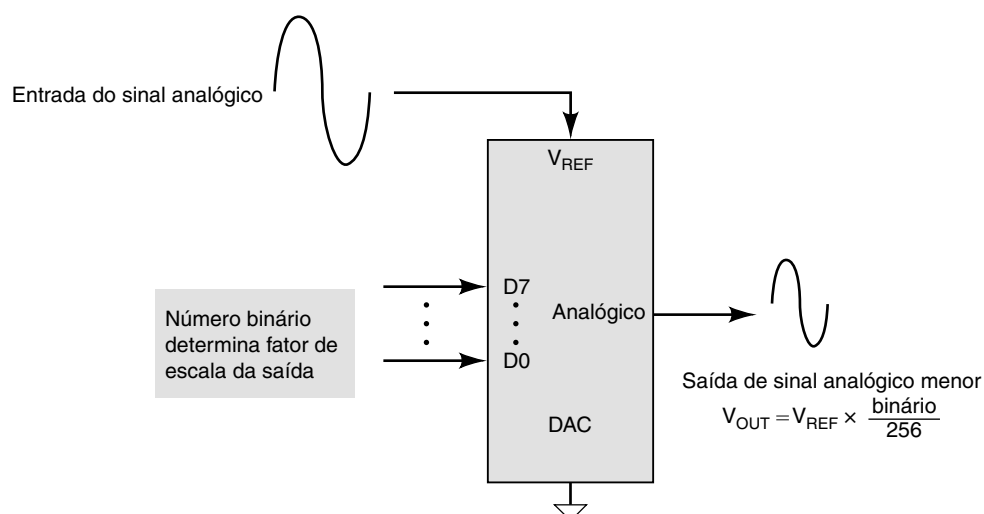 Entrada do sinal analógico
V_REF
D7
Analógico
D0
Número binário
determina fator de
escala da saída
DAC
Saída de sinal analógico menor
V_OUT = V_REF × binário/256